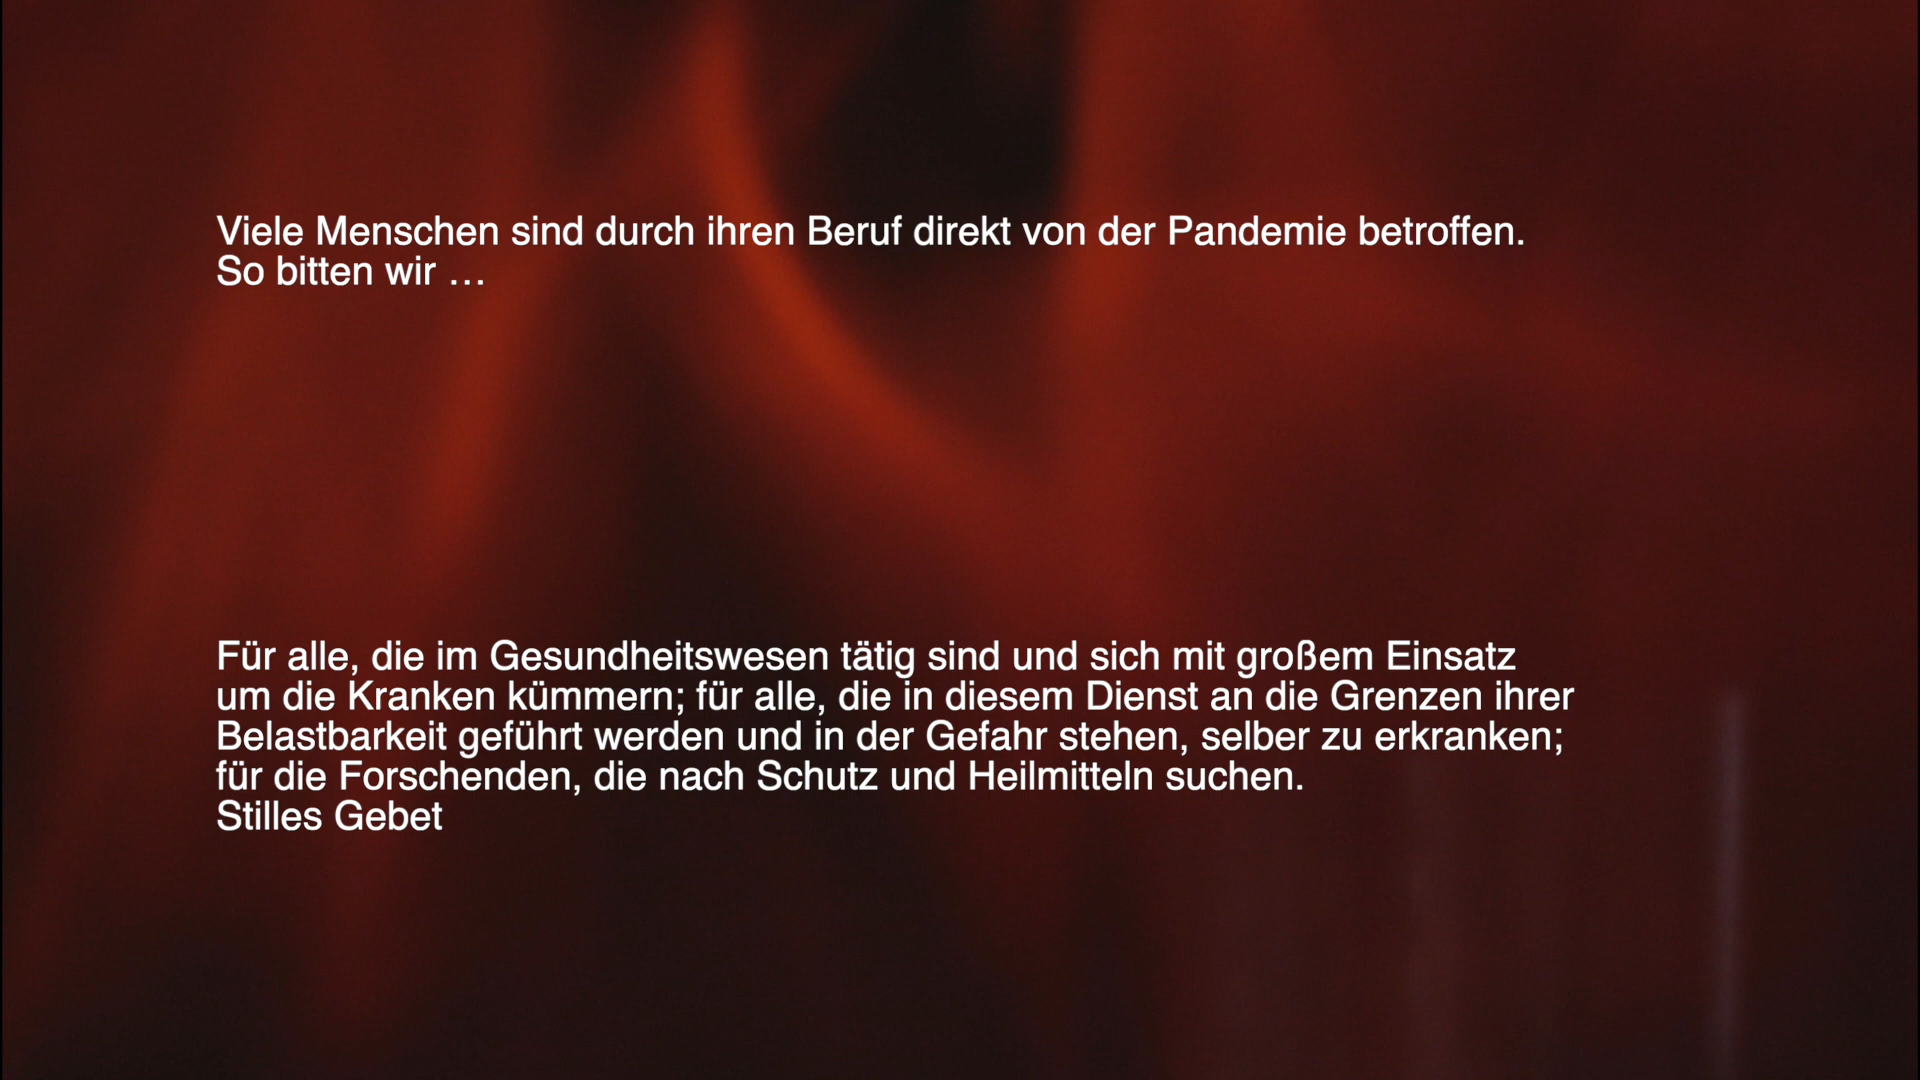 Viele Menschen sind durch ihren Beruf direkt von der Pandemie betroffen.
So bitten wir …
Für alle, die im Gesundheitswesen tätig sind und sich mit großem Einsatz
um die Kranken kümmern; für alle, die in diesem Dienst an die Grenzen ihrer
Belastbarkeit geführt werden und in der Gefahr stehen, selber zu erkranken;
für die Forschenden, die nach Schutz und Heilmitteln suchen.
Stilles Gebet